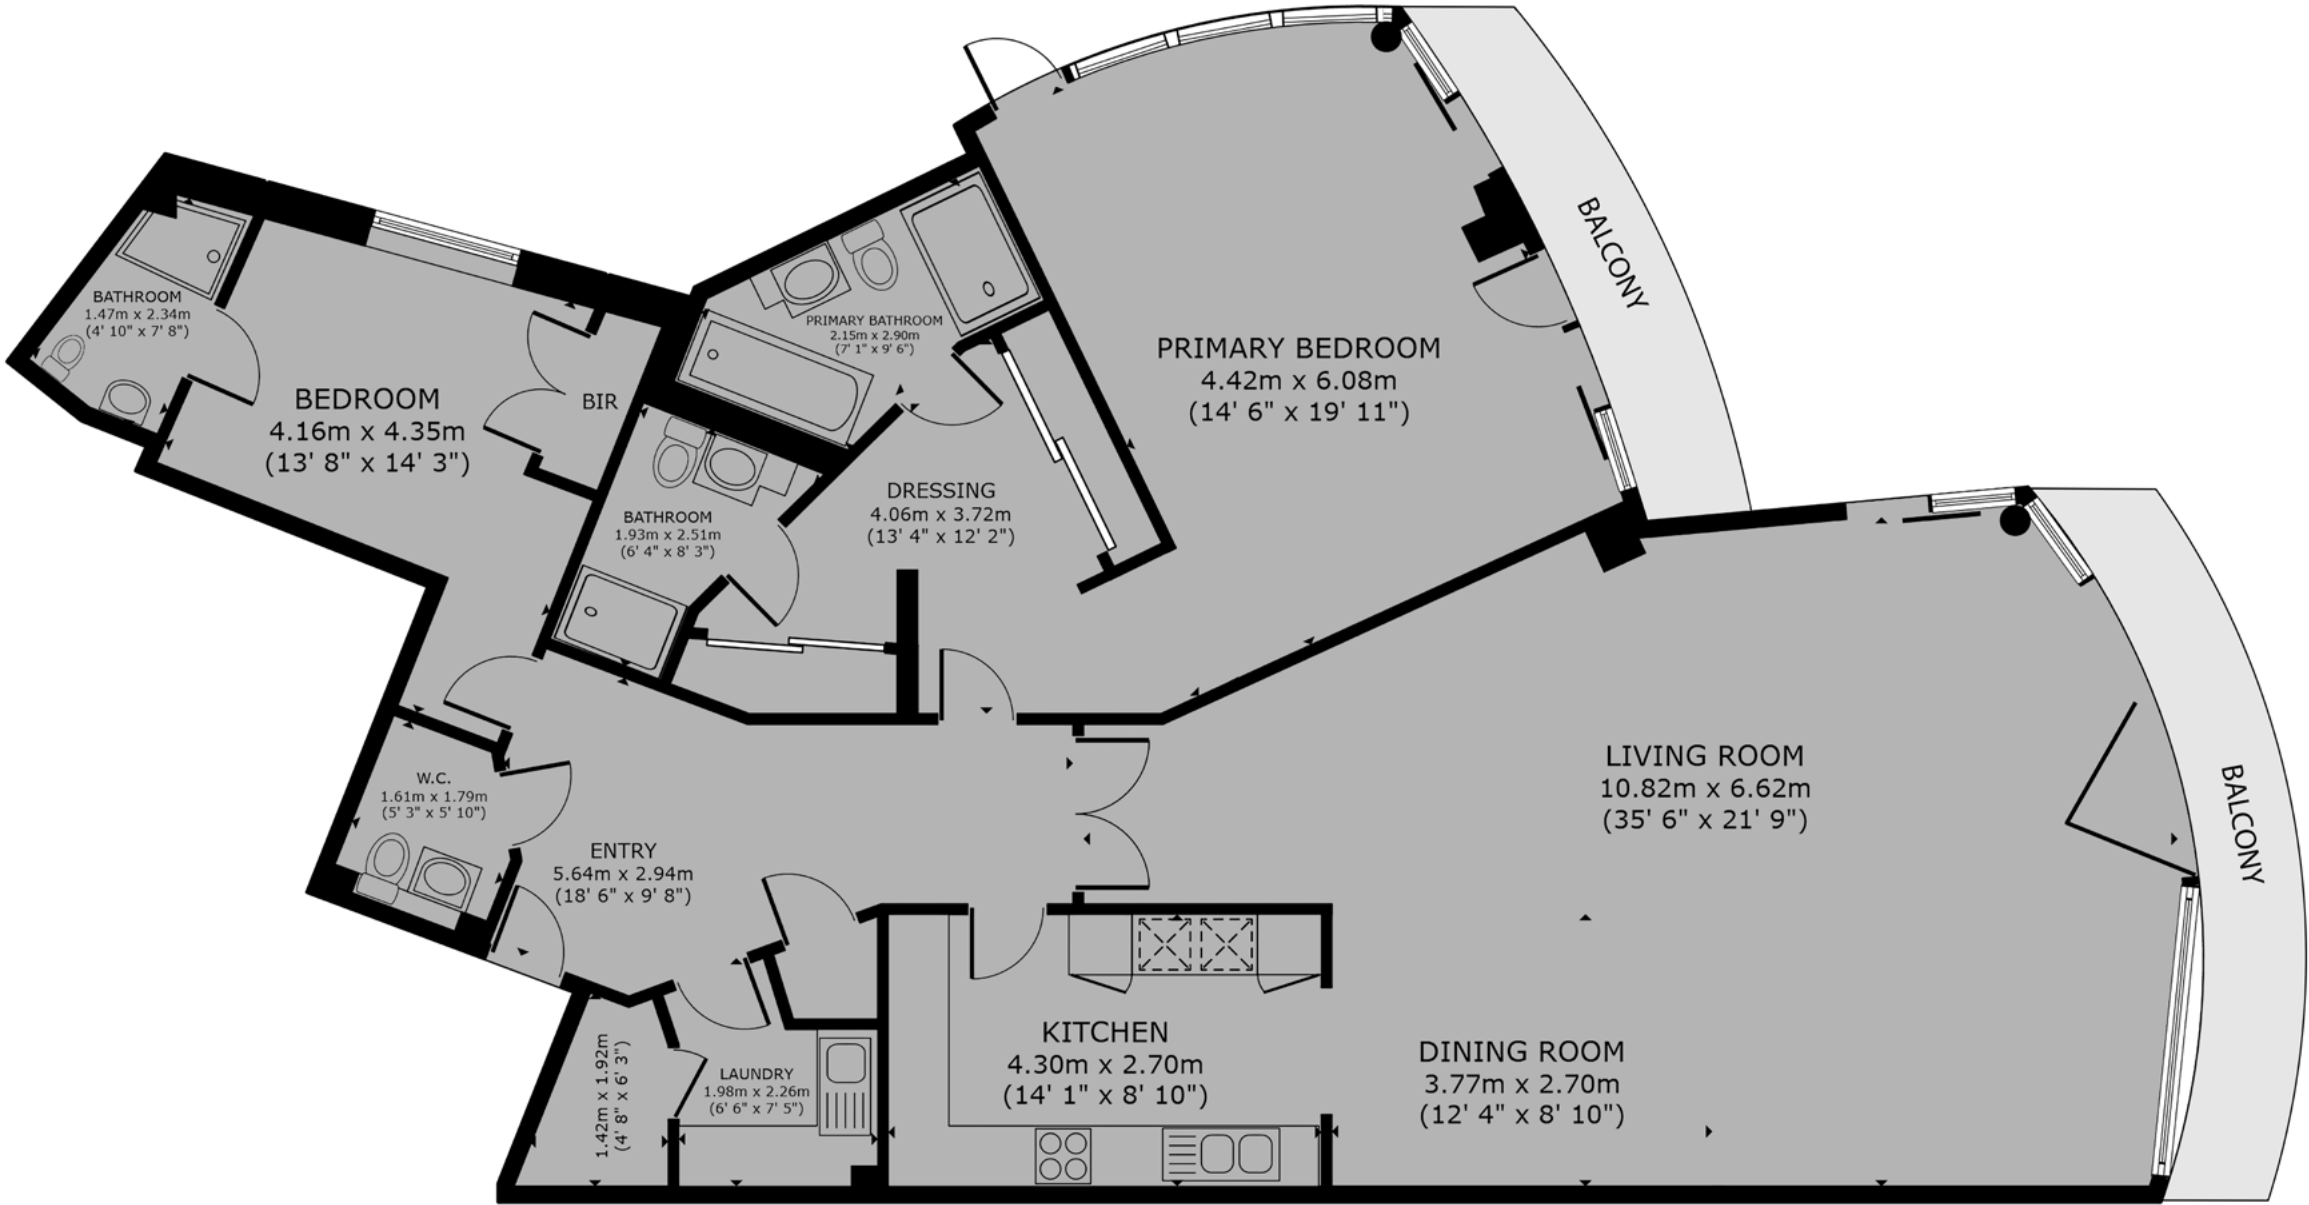 BALCONY
BATHROOM
1.47m x 2.34m
(4' 10" x 7' 8")
PRIMARY BATHROOM
2.15m x 2.90m
(7' 1" x 9' 6")
PRIMARY BEDROOM
4.42m x 6.08m
(14' 6" x 19' 11")
BEDROOM
4.16m x 4.35m
(13' 8" x 14' 3")
BIR
DRESSING
4.06m x 3.72m
(13' 4" x 12' 2")
BATHROOM
1.93m x 2.51m
(6' 4" x 8' 3")
LIVING ROOM
10.82m x 6.62m
(35' 6" x 21' 9")
BALCONY
W.C.
1.61m x 1.79m
(5' 3" x 5' 10")
ENTRY
5.64m x 2.94m
(18' 6" x 9' 8")
KITCHEN
4.30m x 2.70m
(14' 1" x 8' 10")
DINING ROOM
3.77m x 2.70m
(12' 4" x 8' 10")
1.42m x 1.92m
(4' 8" x 6' 3")
LAUNDRY
1.98m x 2.26m
(6' 6" x 7' 5")